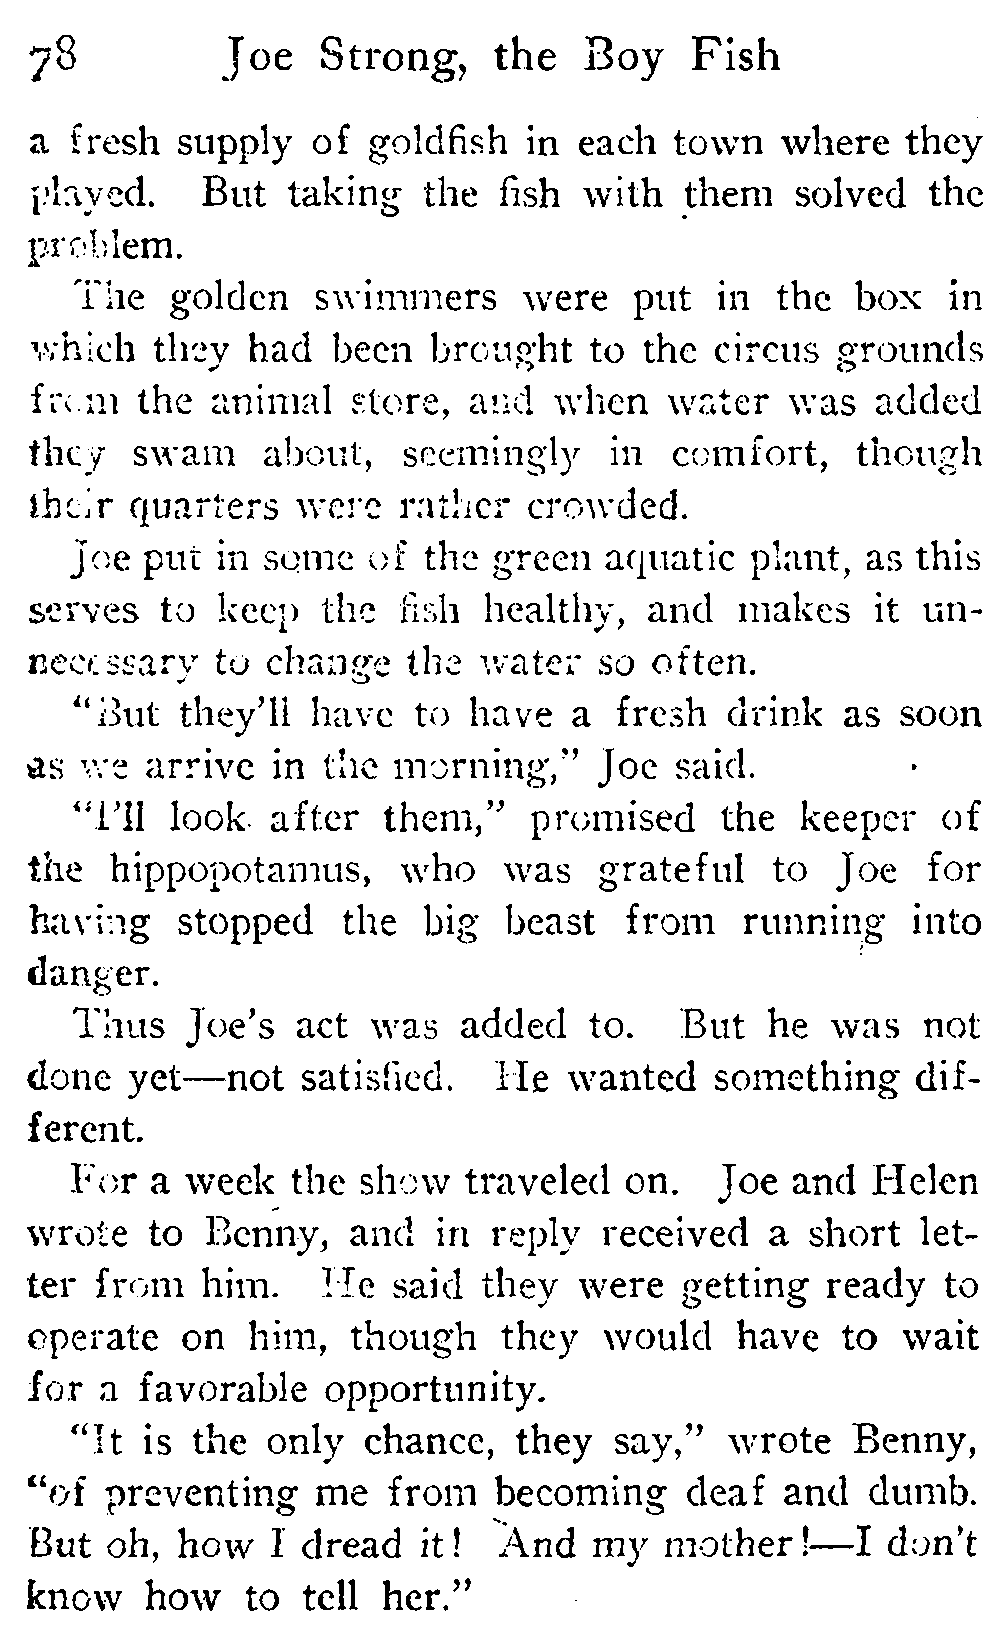 78 Joe Strong, the Boy Fish
a fresh supply of goldfish in each town where they
played. But taking the fish with them solved the
problem.
The golden swimmers were put in the box in
which they had been brought to the circus grounds
from the animal store, and when water was added
they swam about, seemingly in comfort, though
their quarters were rather crowded.
Joe put in some of the green aquatic plant, as this
serves to keep the fish healthy, and makes it un-
necessary to change the water so often.
"But they'll have to have a fresh drink as soon
as we arrive in the morning," Joe said.
"I'll look after them," promised the keeper of
the hippopotamus, who was grateful to Joe for
having stopped the big beast from running into
danger.
Thus Joe's act was added to. But he was not
done yet—not satisfied. He wanted something dif-
ferent.
For a week the show traveled on. Joe and Helen
wrote to Benny, and in reply received a short let-
ter from him. He said they were getting ready to
operate on him, though they would have to wait
for a favorable opportunity.
"It is the only chance, they say," wrote Benny,
"of preventing me from becoming deaf and dumb.
But oh, how I dread it! And my mother!—I don't
know how to tell her."